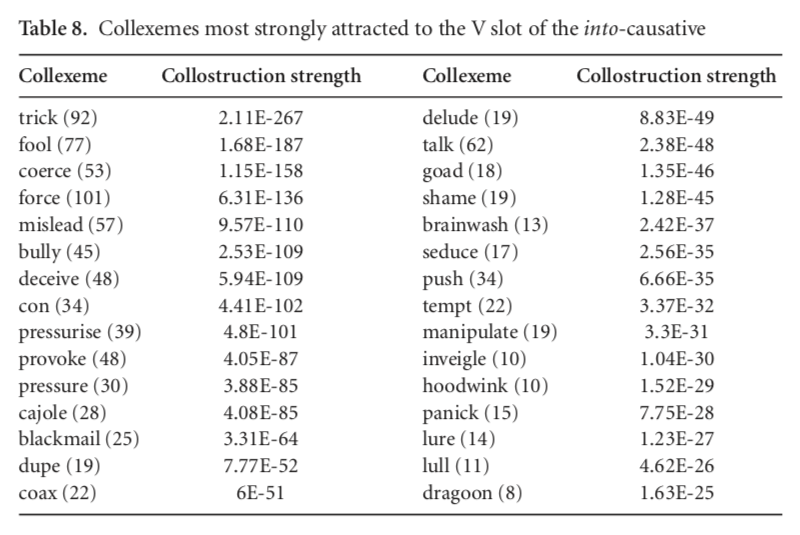 Table 8. Collexemes most strongly attracted to the V slot of the into-causative
Collexeme Collostruction strength Collexeme Collostruction strength
trick (92) 2.11E-267 delude (19) 8.83E-49
fool (77) 1.68E-187 talk (62) 2.38E-48
coerce (53) 1.15E-158 goad (18) 1.35E-46
force (101) 6.31E-136 shame (19) 1.28E-45
mislead (57) 9.57E-110 brainwash (13) 2.42E-37
bully (45) 2.53E-109 seduce (17) 2.56E-35
deceive (48) 5.94E-109 push (34) 6.66E-35
con (34) 4.41E-102 tempt (22) 3.37E-32
pressurise (39) 4.8E-101 manipulate (19) 3.3E-31
provoke (48) 4.05E-87 inveigle (10) 1.04E-30
pressure (30) 3.88E-85 hoodwink (10) 1.52E-29
cajole (28) 4.08E-85 panick (15) 7.75E-28
blackmail (25) 3.31E-64 lure (14) 1.23E-27
dupe (19) 7.77E-52 lull (11) 4.62E-26
coax (22) 6E-51 dragoon (8) 1.63E-25